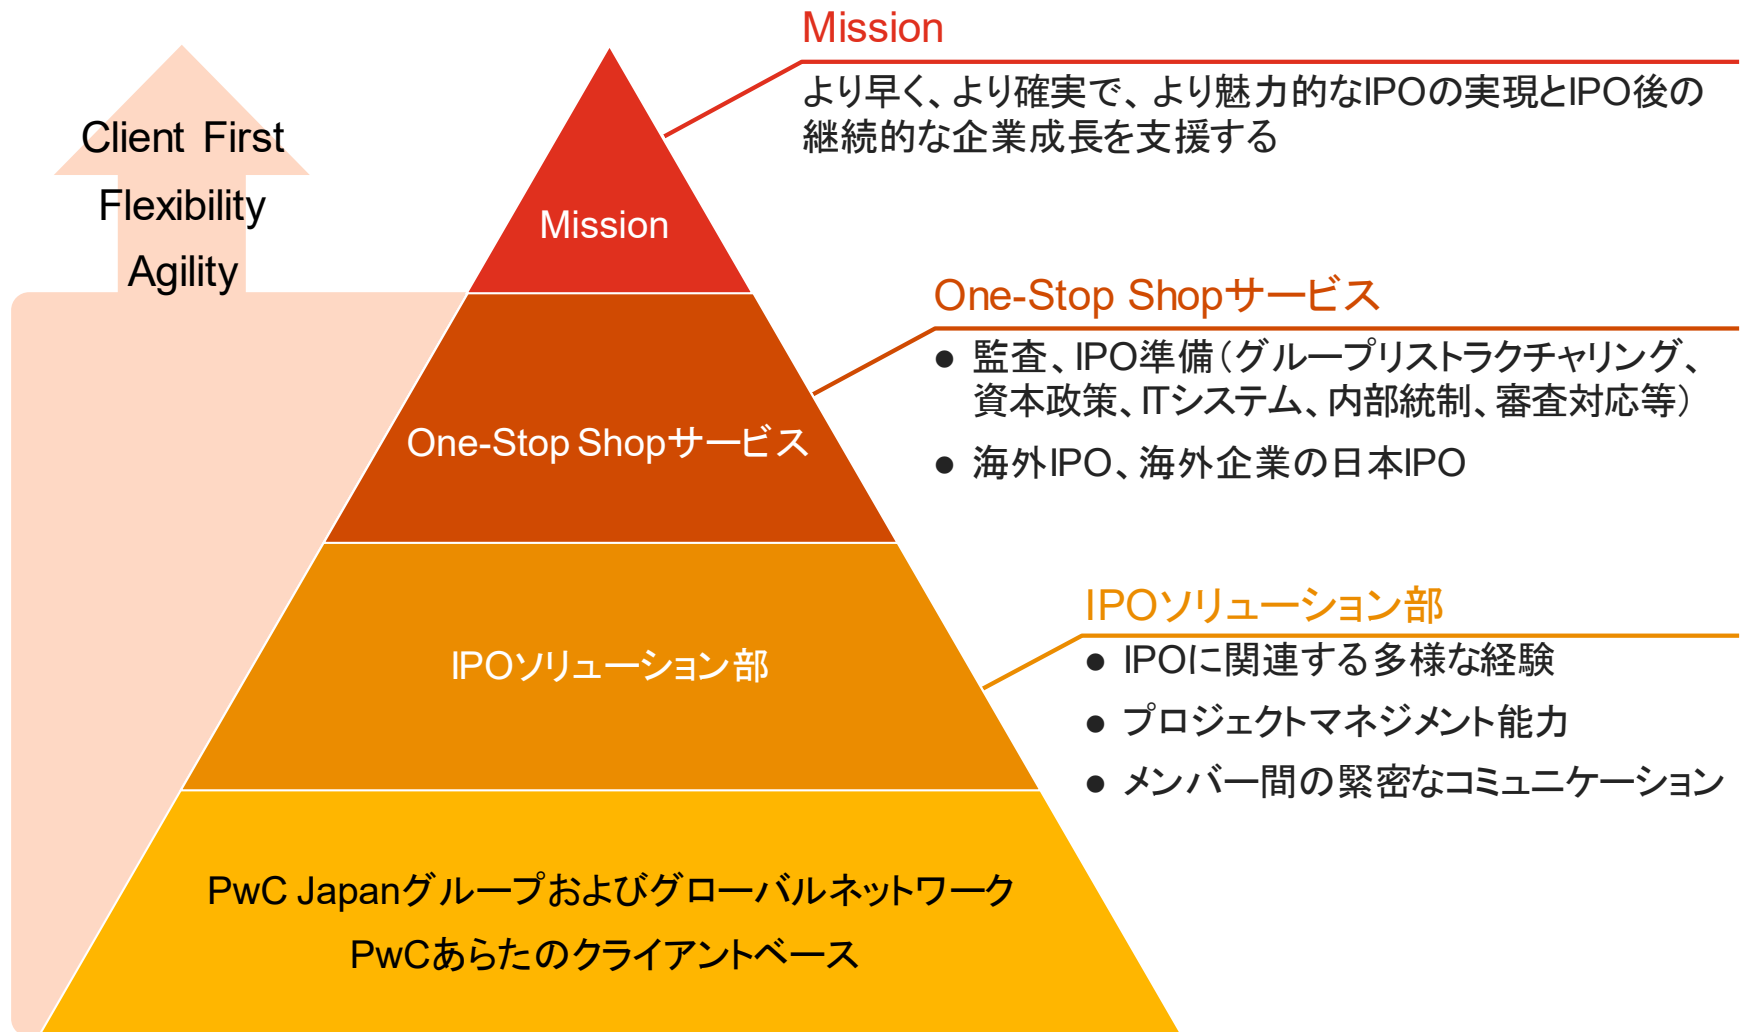 Client First
Flexibility
Agility
Mission
One-Stop Shopサービス
IPOソリューション部
PwC Japanグループおよびグローバルネットワーク
PwCあらたのクライアントベース
Mission
より早く、より確実で、より魅力的なIPOの実現とIPO後の
継続的な企業成長を支援する
One-Stop Shopサービス
● 監査、IPO準備（グループリストラクチャリング、
資本政策、ITシステム、内部統制、審査対応等）
● 海外IPO、海外企業の日本IPO
IPOソリューション部
● IPOに関連する多様な経験
● プロジェクトマネジメント能力
● メンバー間の緊密なコミュニケーション